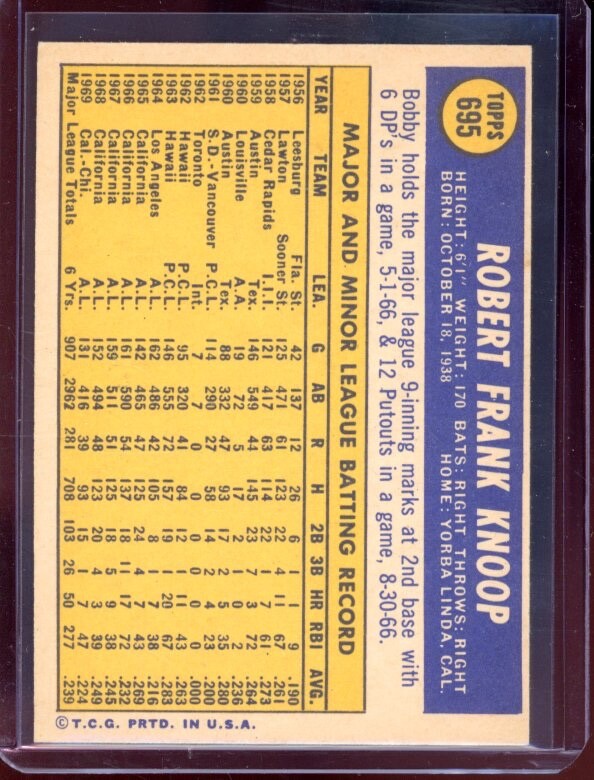 TOPPS
695
ROBERT FRANK KNOOP
HEIGHT: 6'1" WEIGHT: 170 BATS: RIGHT THROWS: RIGHT
BORN: OCTOBER 18, 1938 HOME: YORBA LINDA, CAL.
Bobby holds the major league 9-inning marks at 2nd base with
6 DP's in a game, 5-1-66, & 12 Putouts in a game, 8-30-66.
MAJOR AND MINOR LEAGUE BATTING RECORD
YEAR TEAM LEA. G AB R H 2B 3B HR RBI AVG.
1956 Leesburg Fla. St. 42 137 12 26 6 1 1 9 .190
1957 Lawton Sooner St. 125 471 61 123 22 4 11 67 .261
1958 Cedar Rapids I.I.I. 121 417 63 114 22 3 7 61 .273
1959 Austin Tex. 146 549 44 145 23 7 3 72 .264
1960 Louisville A.A. 19 72 5 17 2 1 0 2 .236
1960 Austin Tex. 88 332 47 93 17 2 5 35 .280
1961 S.D.-Vancouver P.C.L. 114 290 27 58 14 2 4 23 .200
1962 Toronto Int. 7 7 0 0 0 0 0 0 .000
1962 Hawaii P.C.L. 95 320 41 84 12 1 11 43 .263
1963 Hawaii P.C.L. 146 555 72 157 19 1 20 67 .283
1964 Los Angeles A.L. 162 486 42 105 8 1 7 38 .216
1965 California A.L. 142 465 47 125 24 4 7 43 .269
1966 California A.L. 161 590 54 137 18 11 17 72 .232
1967 California A.L. 159 511 51 125 18 5 9 38 .245
1968 California A.L. 152 494 48 123 20 4 3 39 .249
1969 Cal.-Chi. A.L. 131 416 39 93 15 1 7 47 .224
Major League Totals 6 Yrs. 907 2962 281 708 103 26 50 277 .239
© T.C.G. PRTD. IN U.S.A.